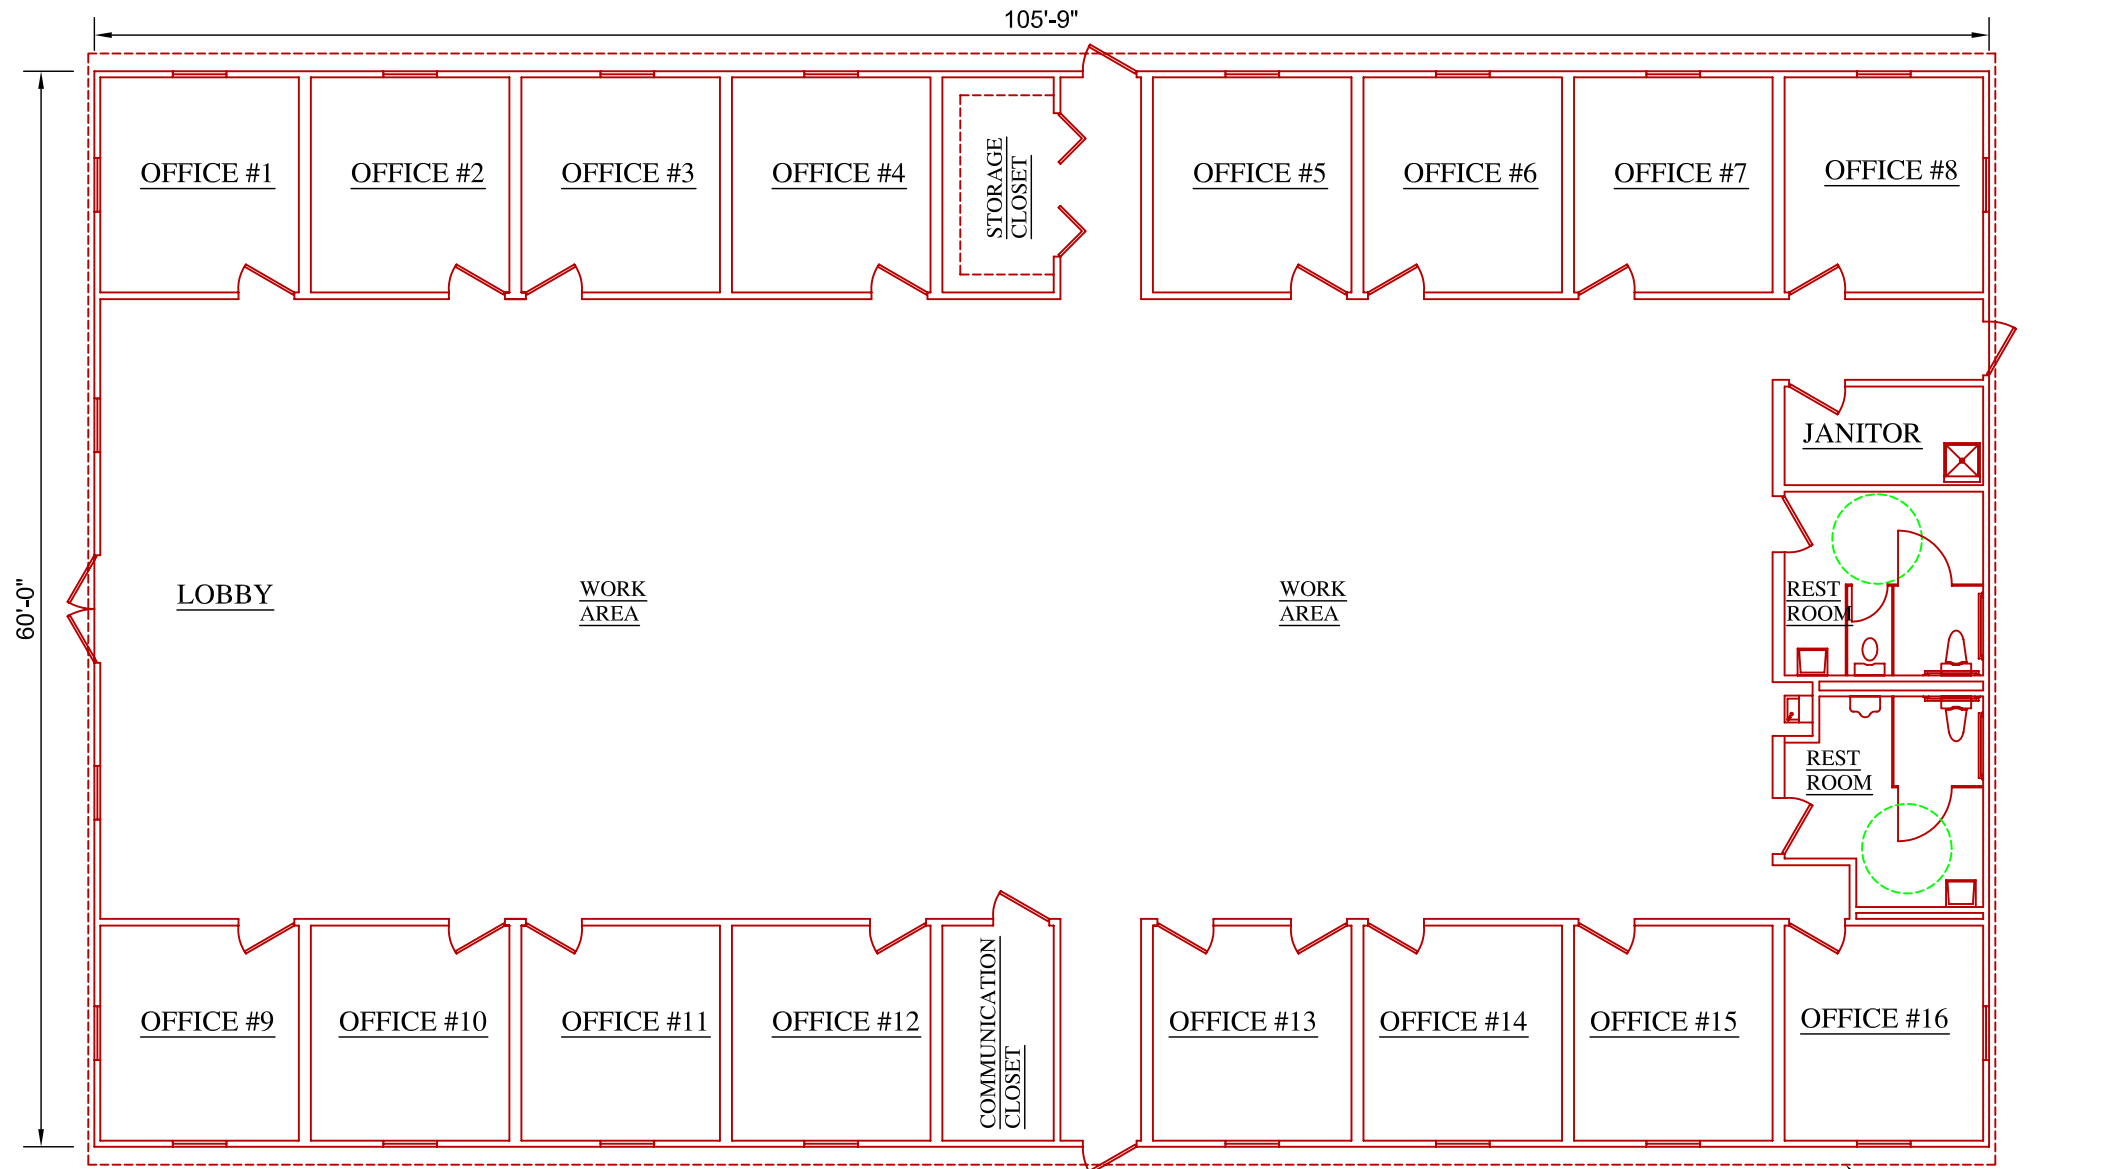 105'-9"
60'-0"
OFFICE #1
OFFICE #2
OFFICE #3
OFFICE #4
STORAGE
CLOSET
OFFICE #5
OFFICE #6
OFFICE #7
OFFICE #8
JANITOR
LOBBY
WORK
AREA
WORK
AREA
REST
ROOM
REST
ROOM
OFFICE #9
OFFICE #10
OFFICE #11
OFFICE #12
COMMUNICATION
CLOSET
OFFICE #13
OFFICE #14
OFFICE #15
OFFICE #16